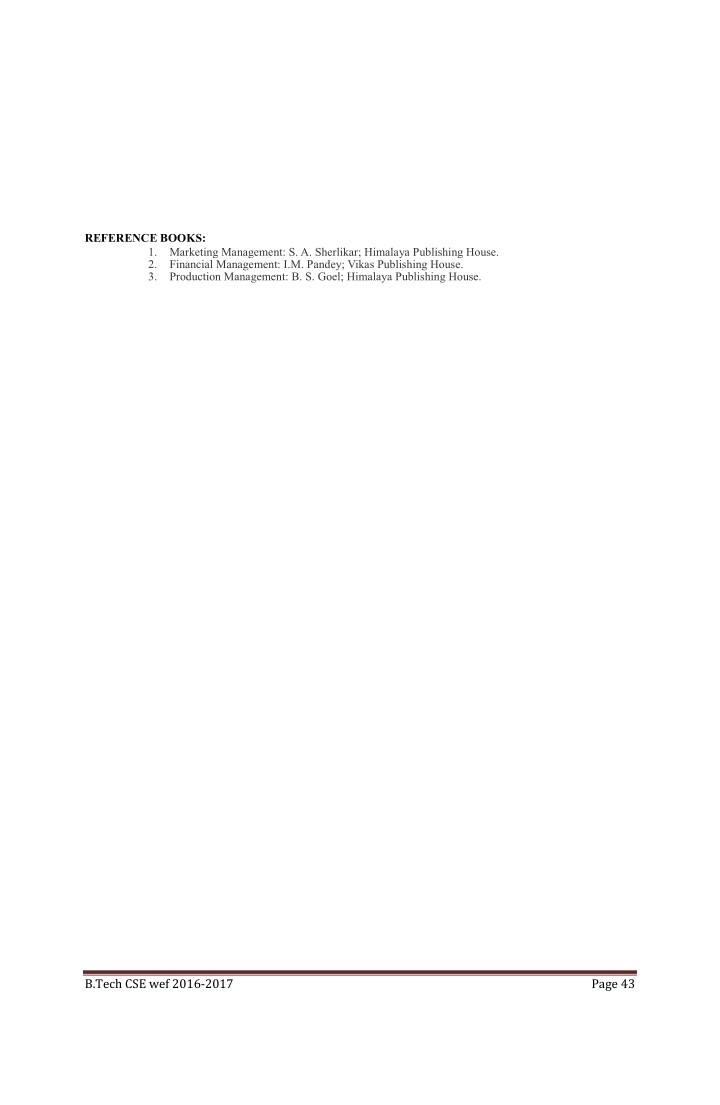 REFERENCE BOOKS:
1. Marketing Management: S. A. Sherlikar; Himalaya Publishing House.
2. Financial Management: I.M. Pandey; Vikas Publishing House.
3. Production Management: B. S. Goel; Himalaya Publishing House.
B.Tech CSE wef 2016-2017 Page 43